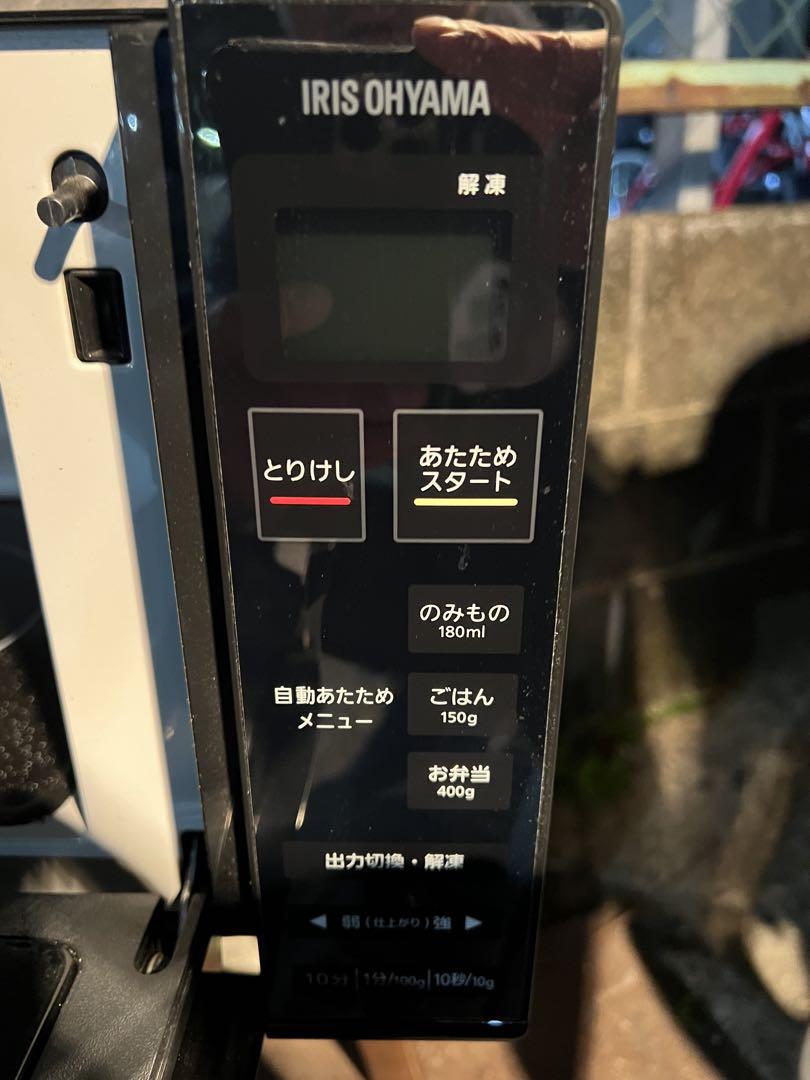 IRIS OHYAMA
解凍
とりけし
あたため
スタート
のみもの
180ml
自動あたため
メニュー
ごはん
150g
お弁当
400g
出力切換・解凍
◀ 弱(仕上がり)強 ▶
10分 | 1分/100g | 10秒/10g